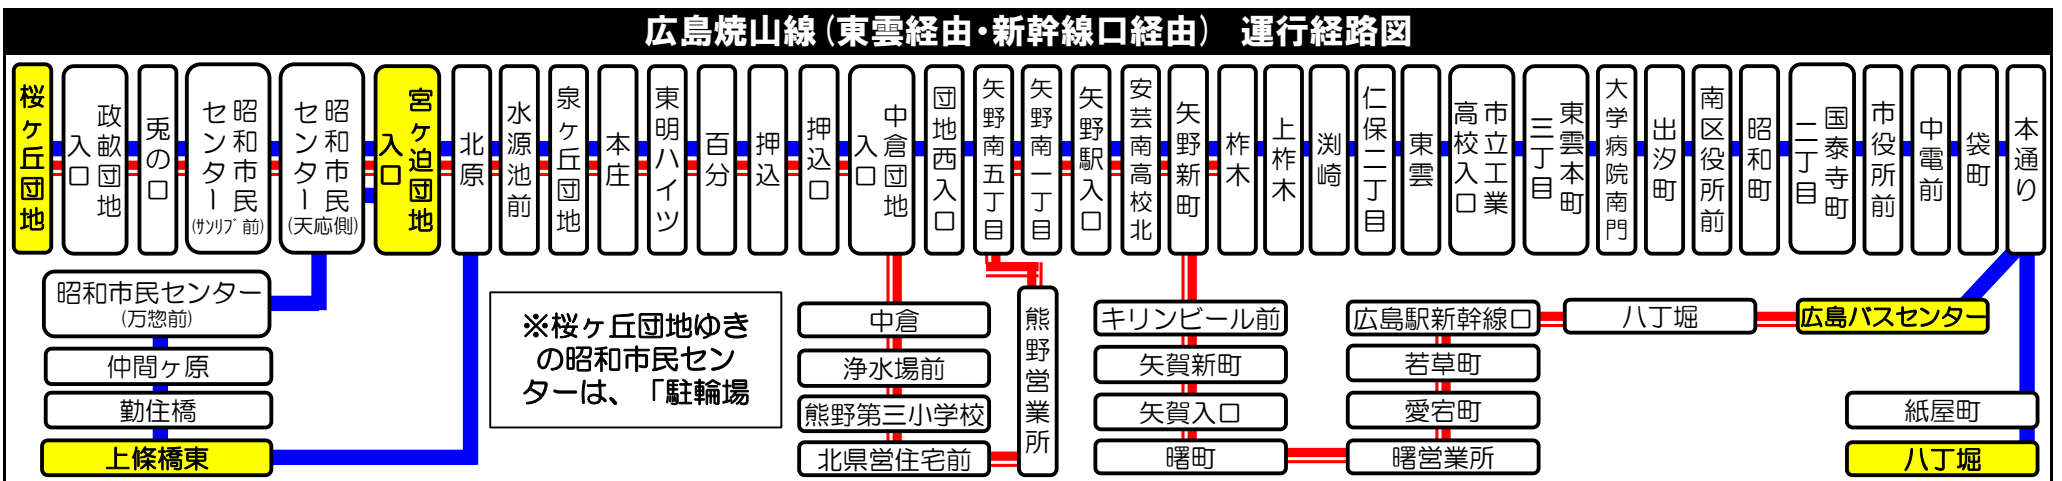 広島焼山線(東雲経由・新幹線口経由) 運行経路図
桜ヶ丘団地
政畝団地
入口
兎の口
昭和市民
センター
(サンリブ前)
昭和市民
センター
(天応側)
宮ヶ迫団地
入口
北原
水源池前
泉ヶ丘団地
本庄
東明ハイツ
百分
押込
押込口
中倉団地
入口
団地西入口
矢野南五丁目
矢野南一丁目
矢野駅入口
安芸南高校北
矢野新町
柞木
上柞木
渕崎
仁保二丁目
東雲
市立工業
高校入口
東雲本町
三丁目
大学病院南門
出汐町
南区役所前
昭和町
国泰寺町
二丁目
市役所前
中電前
袋町
本通り
昭和市民センター
(万惣前)
仲間ヶ原
勤住橋
上條橋東
※桜ヶ丘団地ゆき
の昭和市民セン
ターは、「駐輪場
中倉
浄水場前
熊野第三小学校
北県営住宅前
熊野営業所
キリンビール前
矢賀新町
矢賀入口
曙町
広島駅新幹線口
若草町
愛宕町
曙営業所
八丁堀
広島バスセンター
紙屋町
八丁堀